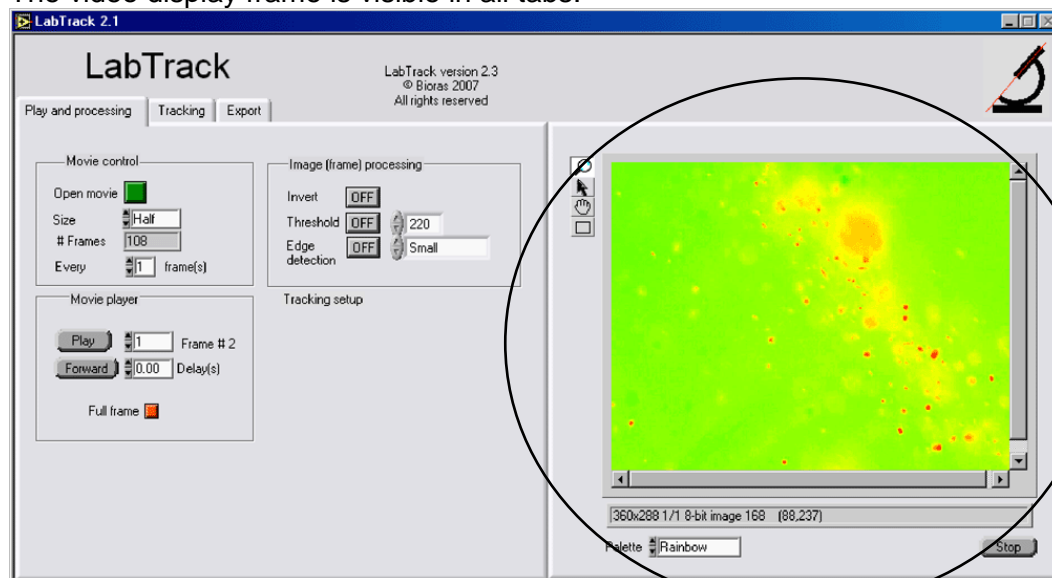 The video display frame is visible in all tabs.
LabTrack 2.1
LabTrack
LabTrack version 2.3
© Bioras 2007
All rights reserved
Play and processing
Tracking
Export
Movie control
Open movie
Size Half
# Frames 108
Every 1 frame(s)
Image (frame) processing
Invert OFF
Threshold OFF 220
Edge detection OFF Small
Movie player
Play 1 Frame # 2
Forward 0.00 Delay(s)
Full frame
Tracking setup
360x288 1/1 8-bit image 168 (88,237)
Palette Rainbow
Stop